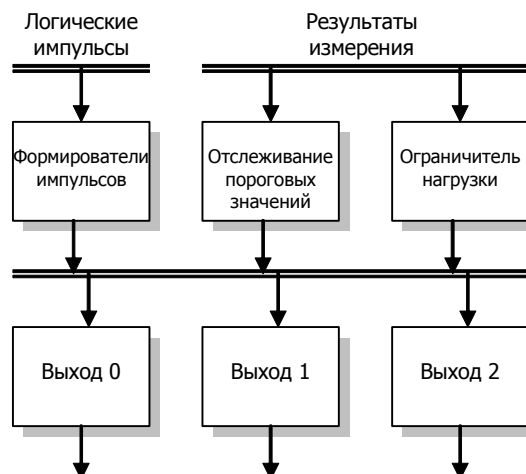 Логические
импульсы
Результаты
измерения
Формирователи
импульсов
Отслеживание
пороговых
значений
Ограничитель
нагрузки
Выход 0
Выход 1
Выход 2